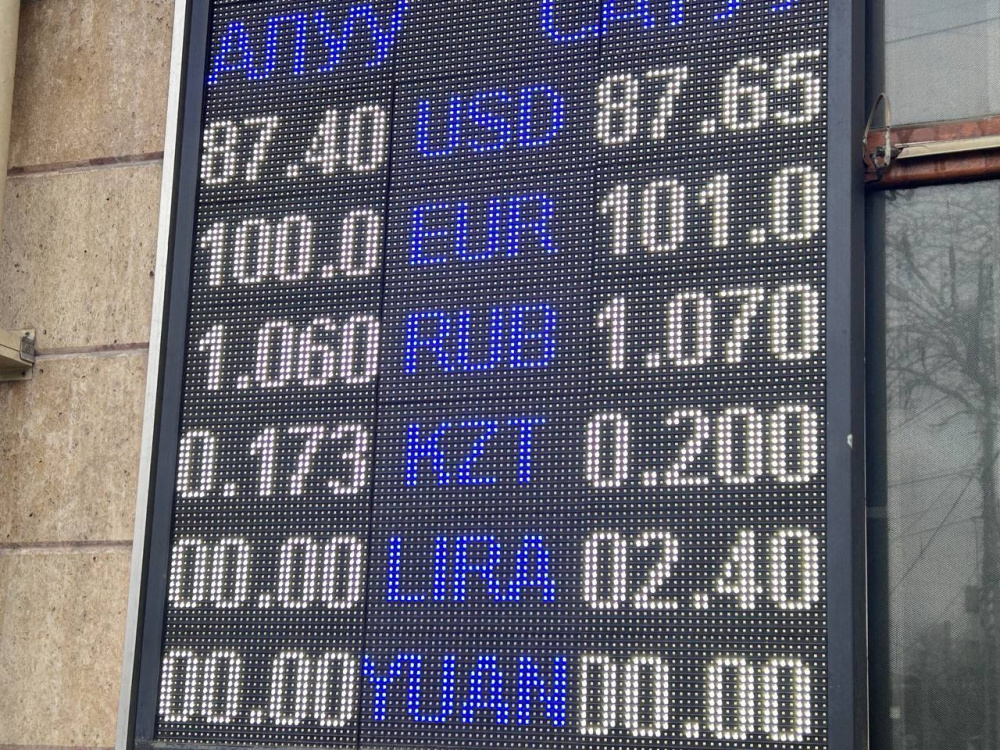 АЛУУ САТУУ
87.40 USD 87.65
100.0 EUR 101.0
1.060 RUB 1.070
0.173 KZT 0.200
00.00 LIRA 02.40
00.00 YUAN 00.00